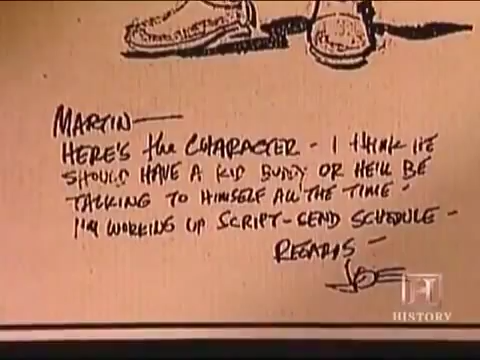 MARTIN—
HERE'S the CHARACTER - I think HE
SHOULD HAVE A KID BUDDY OR HE'LL BE
TALKING TO HIMSELF ALL THE TIME -
I'M WORKING UP SCRIPT - SEND SCHEDULE -
REGARDS -
JOE
H
HISTORY